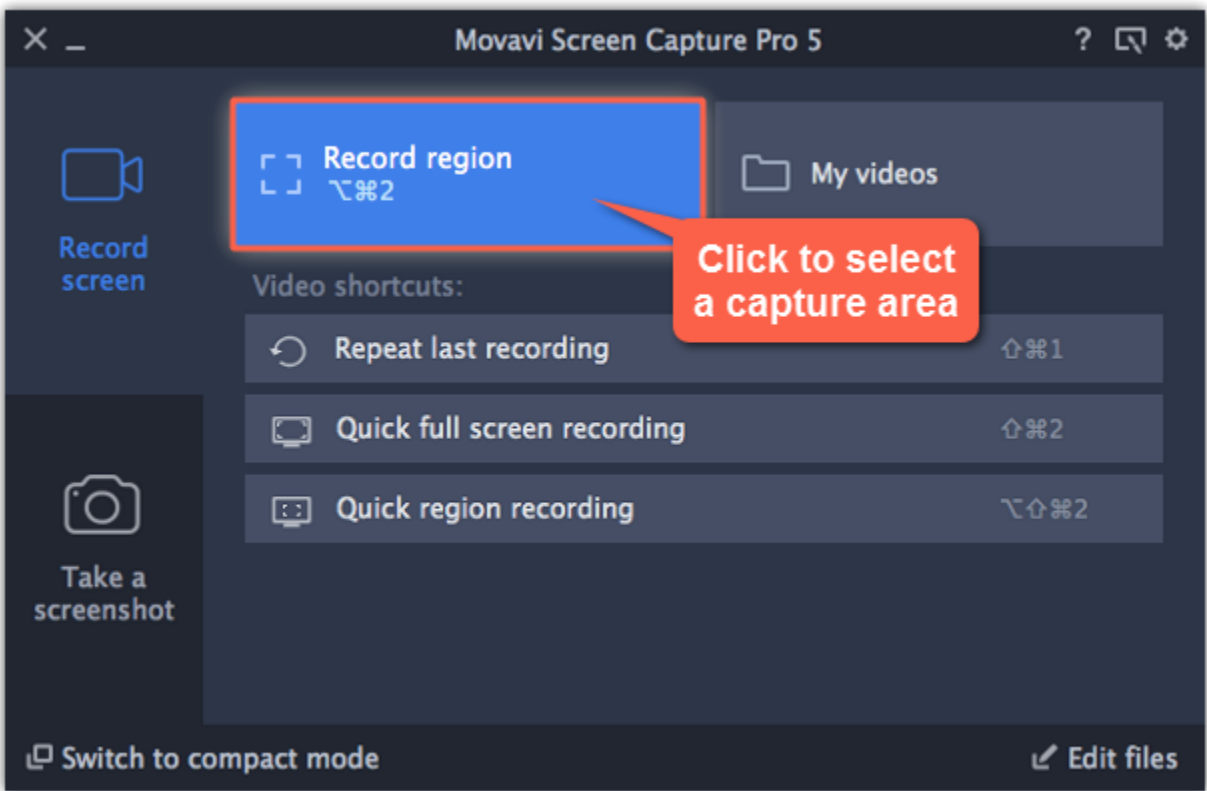 Movavi Screen Capture Pro 5
?
Record region
⌥⌘2
My videos
Record
screen
Click to select
a capture area
Video shortcuts:
Repeat last recording ⇧⌘1
Quick full screen recording ⇧⌘2
Quick region recording ⌥⇧⌘2
Take a
screenshot
Switch to compact mode
Edit files